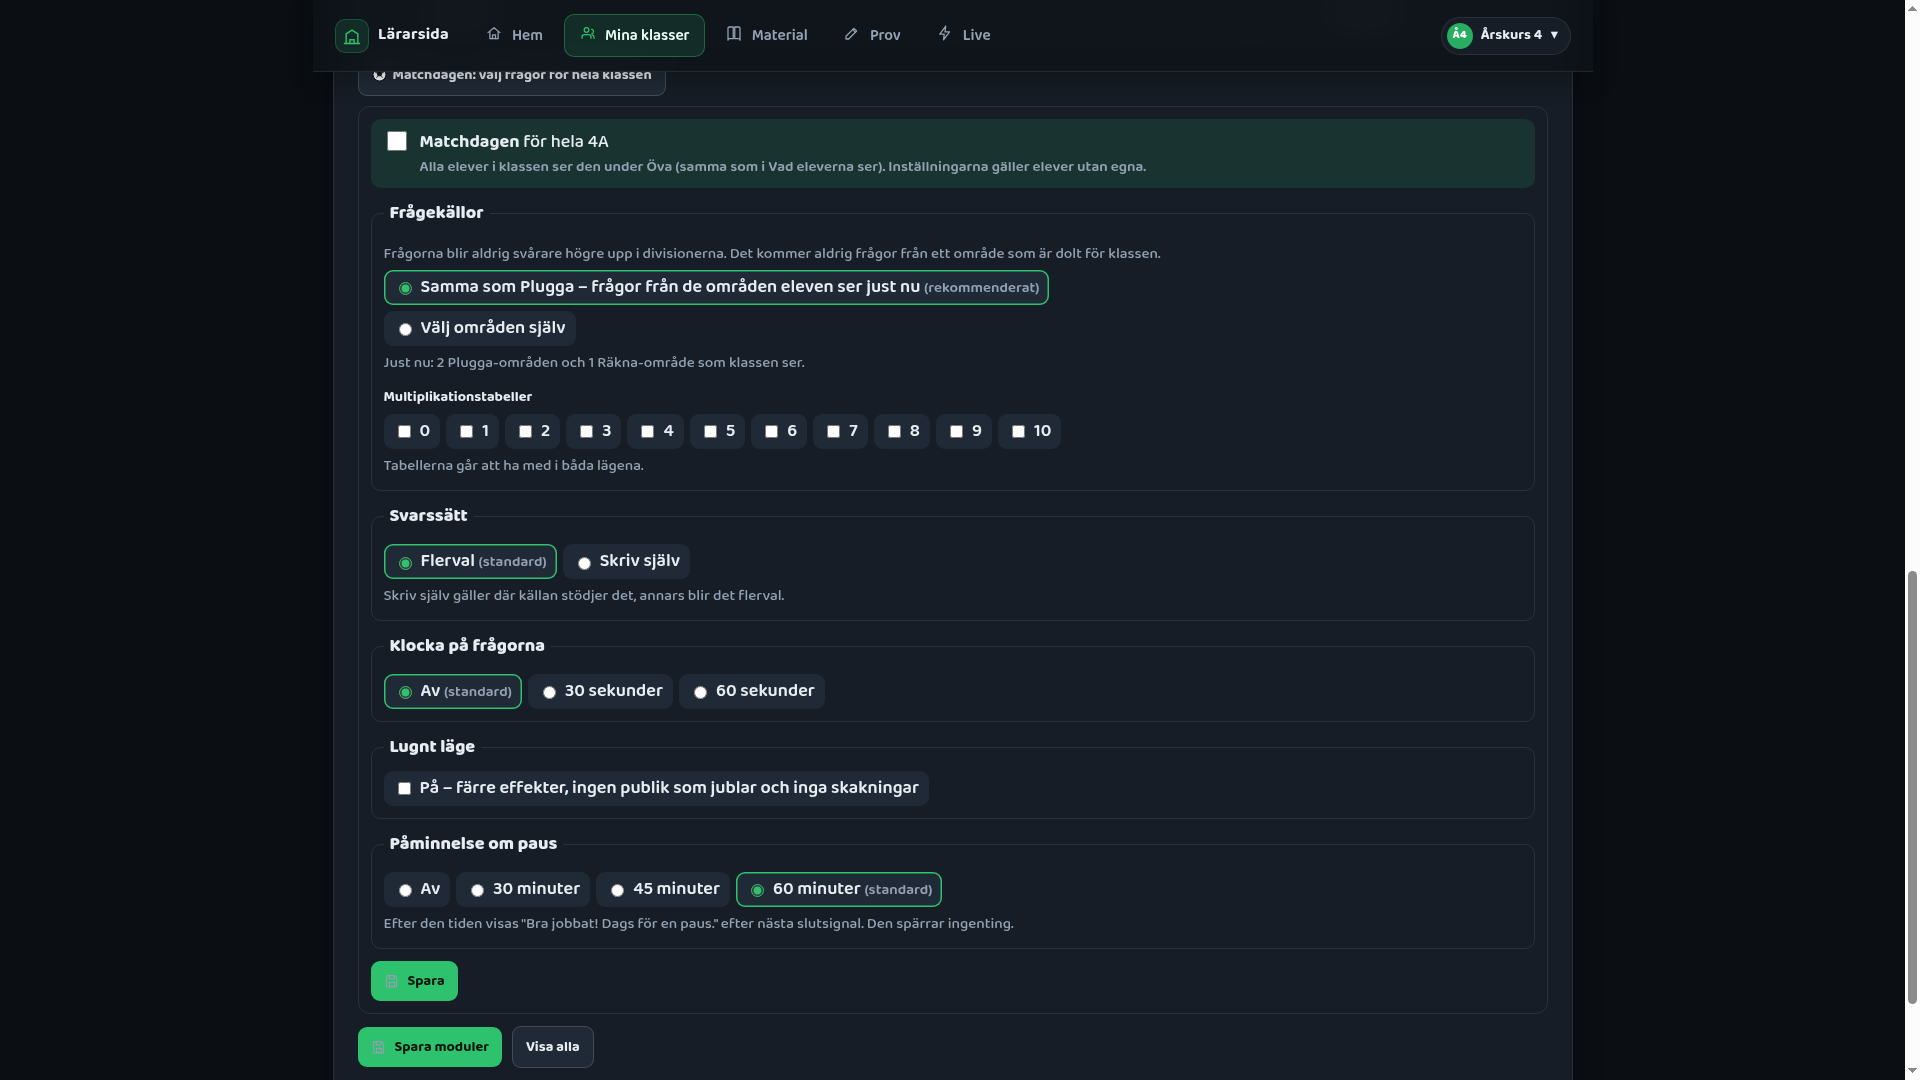 Lärarsida
Hem
Mina klasser
Material
Prov
Live
Å4
Årskurs 4 ▼
Matchdagen: välj frågor för hela klassen
Matchdagen för hela 4A
Alla elever i klassen ser den under Öva (samma som i Vad eleverna ser). Inställningarna gäller elever utan egna.
Frågekällor
Frågorna blir aldrig svårare högre upp i divisionerna. Det kommer aldrig frågor från ett område som är dolt för klassen.
Samma som Plugga – frågor från de områden eleven ser just nu (rekommenderat)
Välj områden själv
Just nu: 2 Plugga-områden och 1 Räkna-område som klassen ser.
Multiplikationstabeller
0 1 2 3 4 5 6 7 8 9 10
Tabellerna går att ha med i båda lägena.
Svarssätt
Flerval (standard) Skriv själv
Skriv själv gäller där källan stödjer det, annars blir det flerval.
Klocka på frågorna
Av (standard) 30 sekunder 60 sekunder
Lugnt läge
På – färre effekter, ingen publik som jublar och inga skakningar
Påminnelse om paus
Av 30 minuter 45 minuter 60 minuter (standard)
Efter den tiden visas "Bra jobbat! Dags för en paus." efter nästa slutsignal. Den spärrar ingenting.
Spara
Spara moduler Visa alla